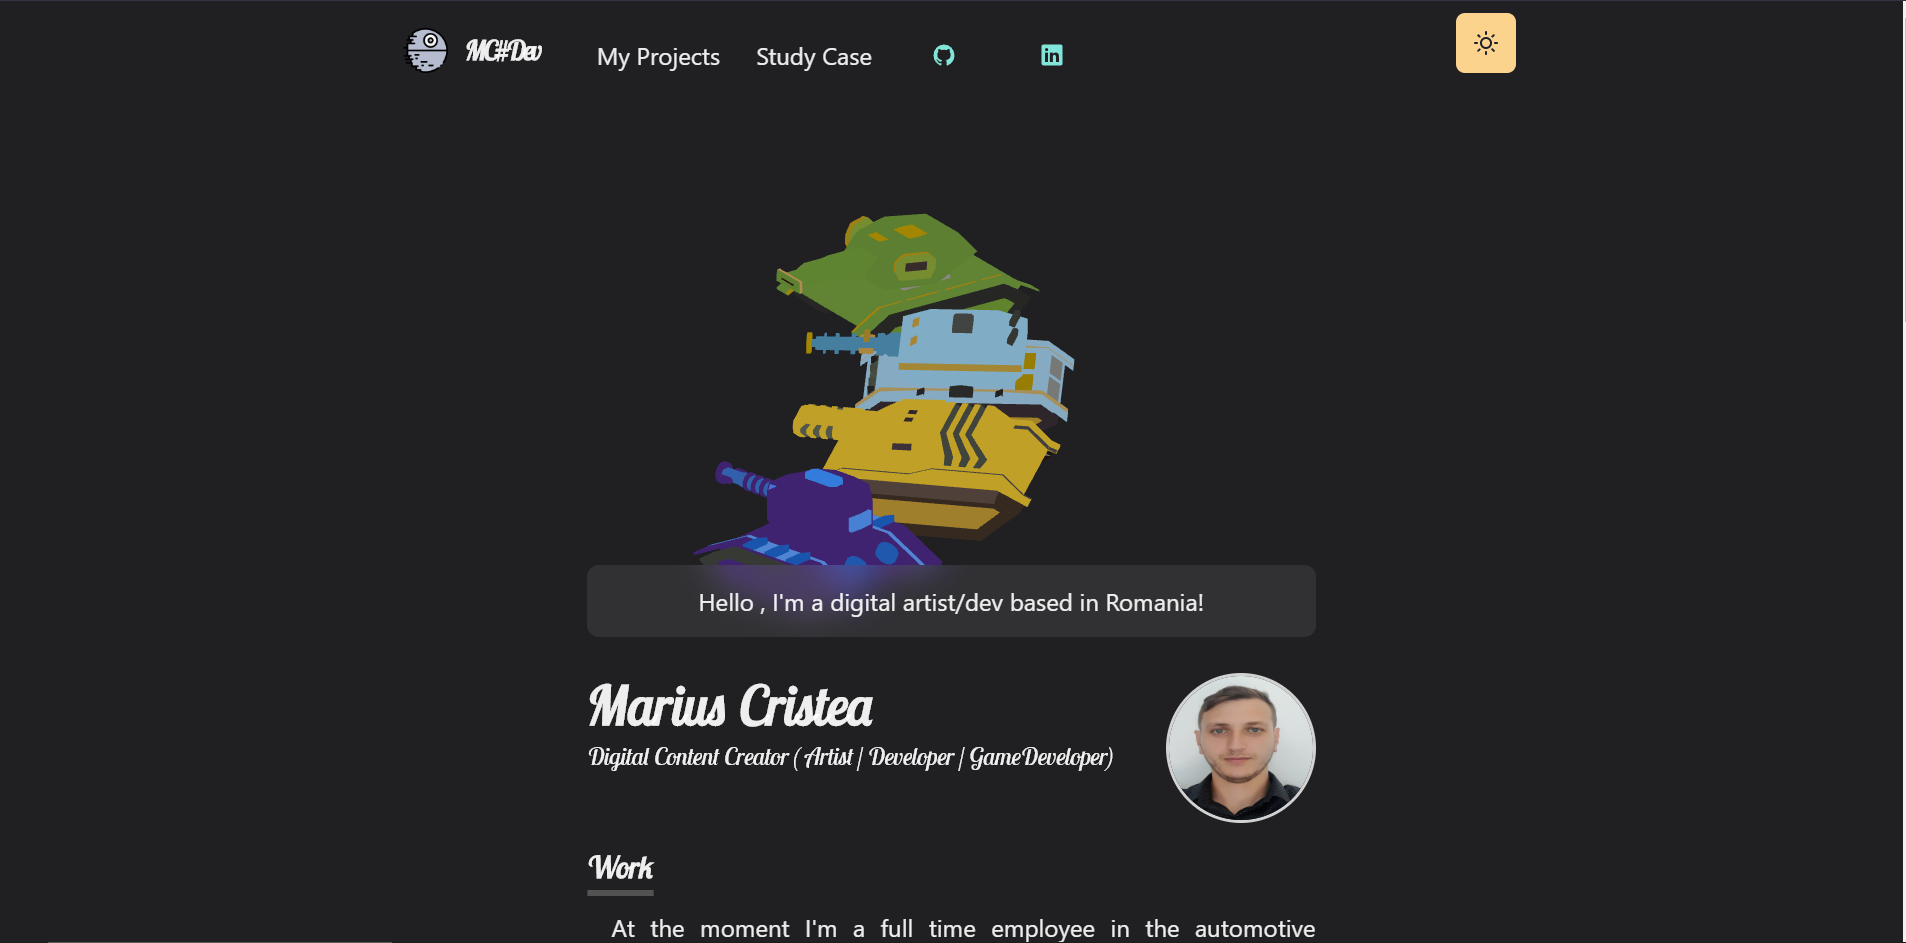 MC#Dev
My Projects
Study Case
Hello , I'm a digital artist/dev based in Romania!
Marius Cristea
Digital Content Creator ( Artist / Developer / GameDeveloper)
Work
At the moment I'm a full time employee in the automotive